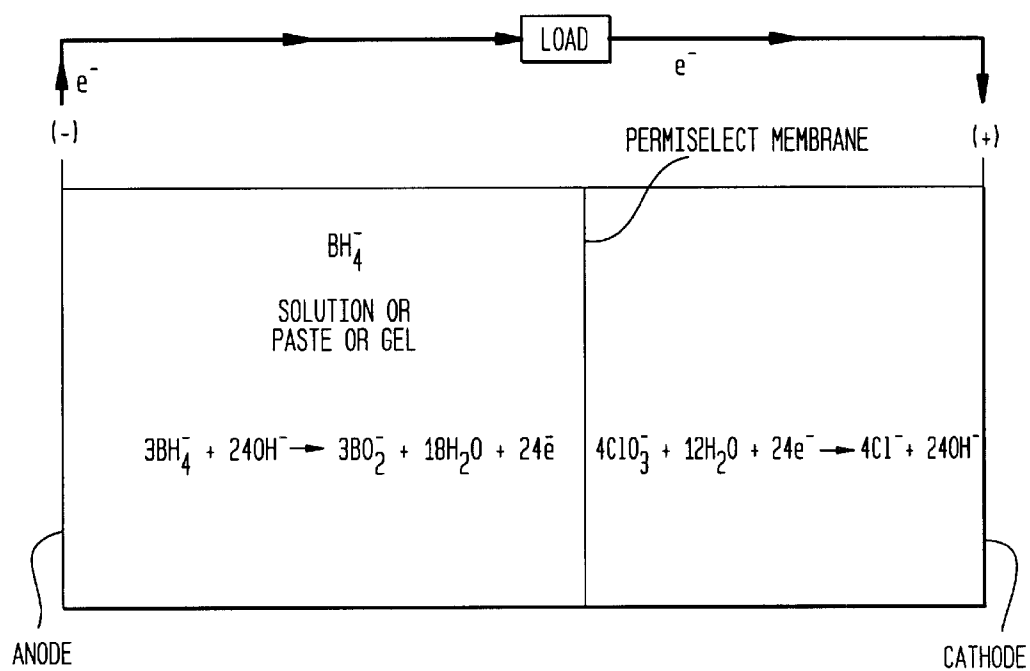 LOAD
e⁻
e⁻
(-)
(+)
PERMISELECT MEMBRANE
BH₄⁻
SOLUTION OR
PASTE OR GEL
3BH₄⁻ + 24OH⁻ → 3BO₂⁻ + 18H₂O + 24e⁻
4ClO₃⁻ + 12H₂O + 24e⁻ → 4Cl⁻ + 24OH⁻
ANODE
CATHODE